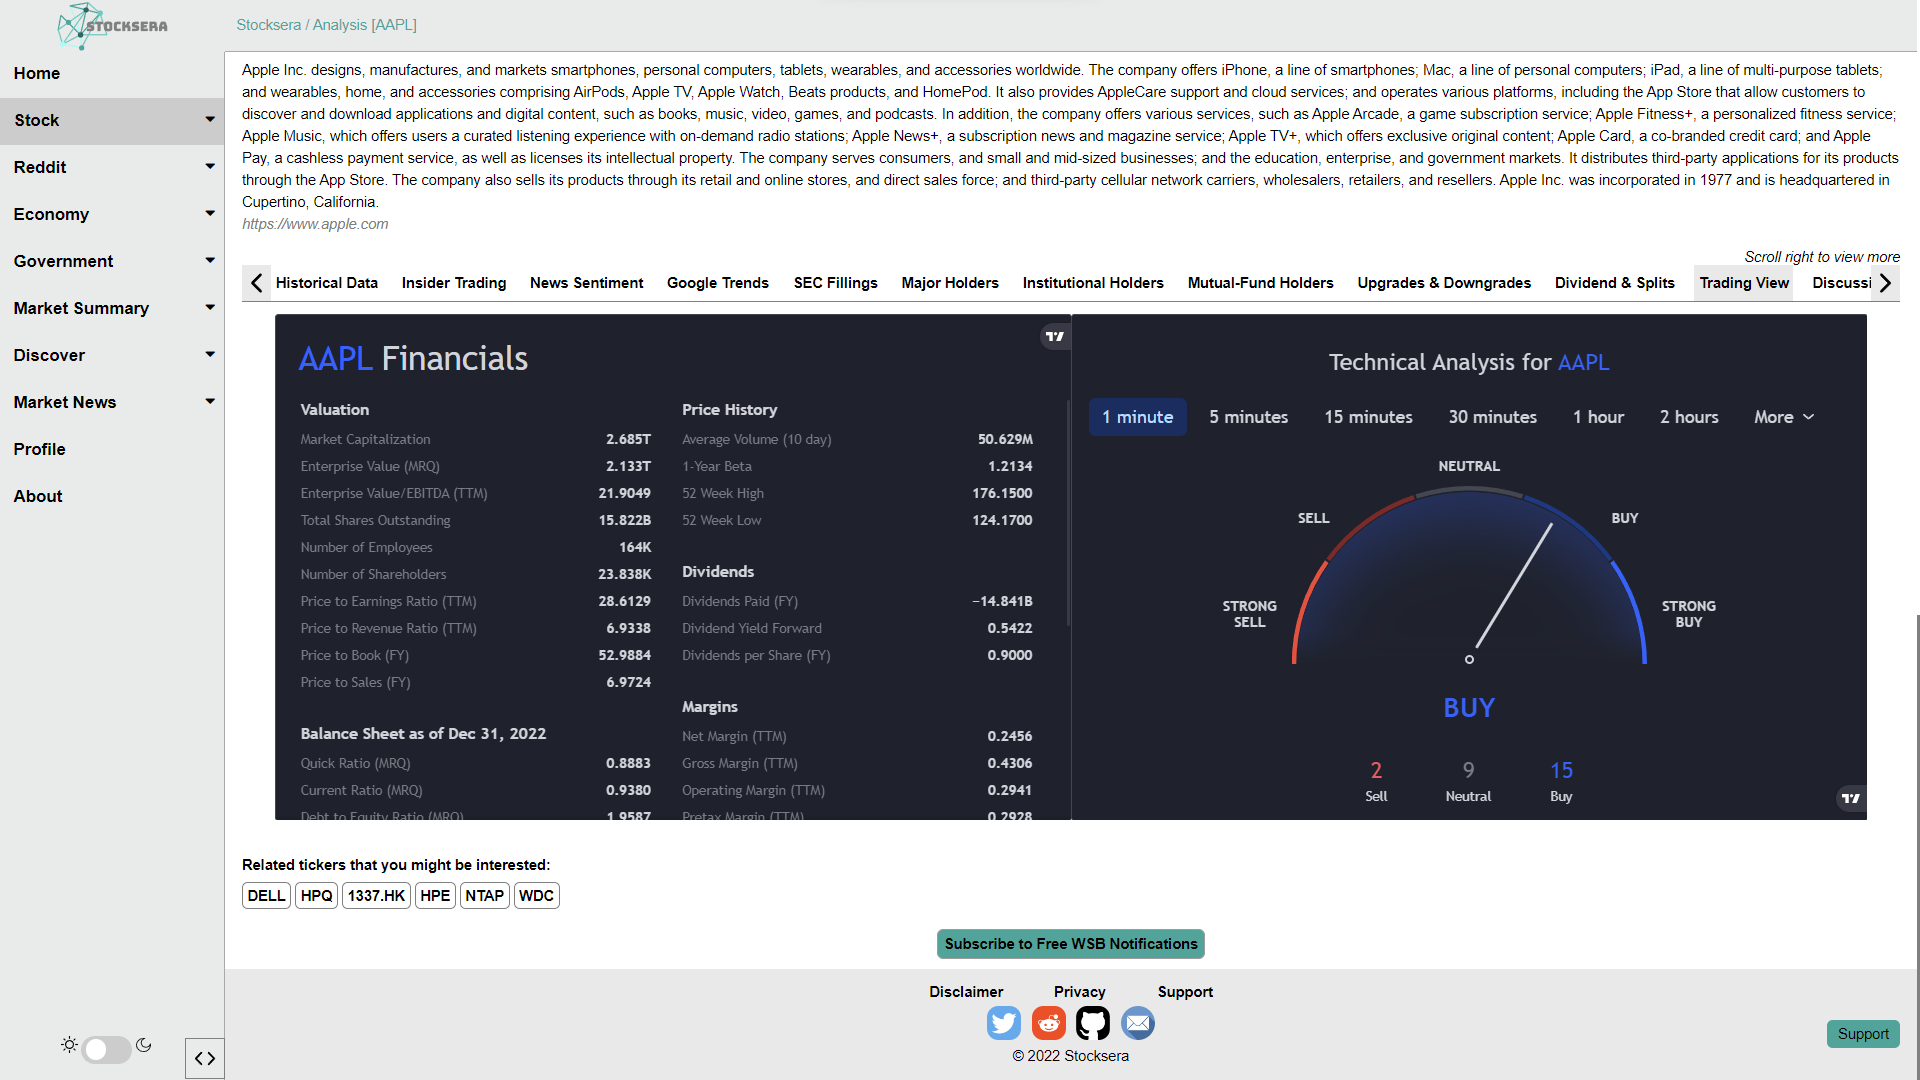 STOCKSERA
Stocksera / Analysis [AAPL]
Home
Stock
Reddit
Economy
Government
Market Summary
Discover
Market News
Profile
About
Apple Inc. designs, manufactures, and markets smartphones, personal computers, tablets, wearables, and accessories worldwide. The company offers iPhone, a line of smartphones; Mac, a line of personal computers; iPad, a line of multi-purpose tablets;
and wearables, home, and accessories comprising AirPods, Apple TV, Apple Watch, Beats products, and HomePod. It also provides AppleCare support and cloud services; and operates various platforms, including the App Store that allow customers to
discover and download applications and digital content, such as books, music, video, games, and podcasts. In addition, the company offers various services, such as Apple Arcade, a game subscription service; Apple Fitness+, a personalized fitness service;
Apple Music, which offers users a curated listening experience with on-demand radio stations; Apple News+, a subscription news and magazine service; Apple TV+, which offers exclusive original content; Apple Card, a co-branded credit card; and Apple
Pay, a cashless payment service, as well as licenses its intellectual property. The company serves consumers, and small and mid-sized businesses; and the education, enterprise, and government markets. It distributes third-party applications for its products
through the App Store. The company also sells its products through its retail and online stores, and direct sales force; and third-party cellular network carriers, wholesalers, retailers, and resellers. Apple Inc. was incorporated in 1977 and is headquartered in
Cupertino, California.
https://www.apple.com
Scroll right to view more
Historical Data Insider Trading News Sentiment Google Trends SEC Fillings Major Holders Institutional Holders Mutual-Fund Holders Upgrades & Downgrades Dividend & Splits Trading View Discussi
AAPL Financials
Valuation
Market Capitalization 2.685T
Enterprise Value (MRQ) 2.133T
Enterprise Value/EBITDA (TTM) 21.9049
Total Shares Outstanding 15.822B
Number of Employees 164K
Number of Shareholders 23.838K
Price to Earnings Ratio (TTM) 28.6129
Price to Revenue Ratio (TTM) 6.9338
Price to Book (FY) 52.9884
Price to Sales (FY) 6.9724
Balance Sheet as of Dec 31, 2022
Quick Ratio (MRQ) 0.8883
Current Ratio (MRQ) 0.9380
Debt to Equity Ratio (MRQ) 1.9587
Price History
Average Volume (10 day) 50.629M
1-Year Beta 1.2134
52 Week High 176.1500
52 Week Low 124.1700
Dividends
Dividends Paid (FY) −14.841B
Dividend Yield Forward 0.5422
Dividends per Share (FY) 0.9000
Margins
Net Margin (TTM) 0.2456
Gross Margin (TTM) 0.4306
Operating Margin (TTM) 0.2941
Pretax Margin (TTM) 0.2928
Technical Analysis for AAPL
1 minute 5 minutes 15 minutes 30 minutes 1 hour 2 hours More
NEUTRAL
SELL BUY
STRONG SELL
STRONG BUY
BUY
2 9 15
Sell Neutral Buy
Related tickers that you might be interested:
DELL HPQ 1337.HK HPE NTAP WDC
Subscribe to Free WSB Notifications
Disclaimer Privacy Support
© 2022 Stocksera
Support